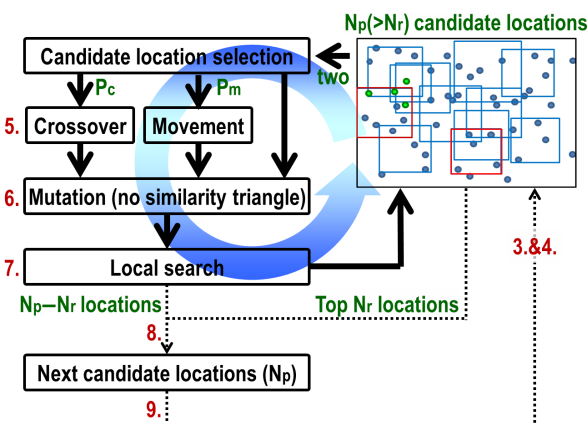 Np(>Nr) candidate locations
Candidate location selection
two
Pc
Pm
5.
Crossover
Movement
6.
Mutation (no similarity triangle)
3.&4.
7.
Local search
Np—Nr locations
Top Nr locations
8.
Next candidate locations (Np)
9.